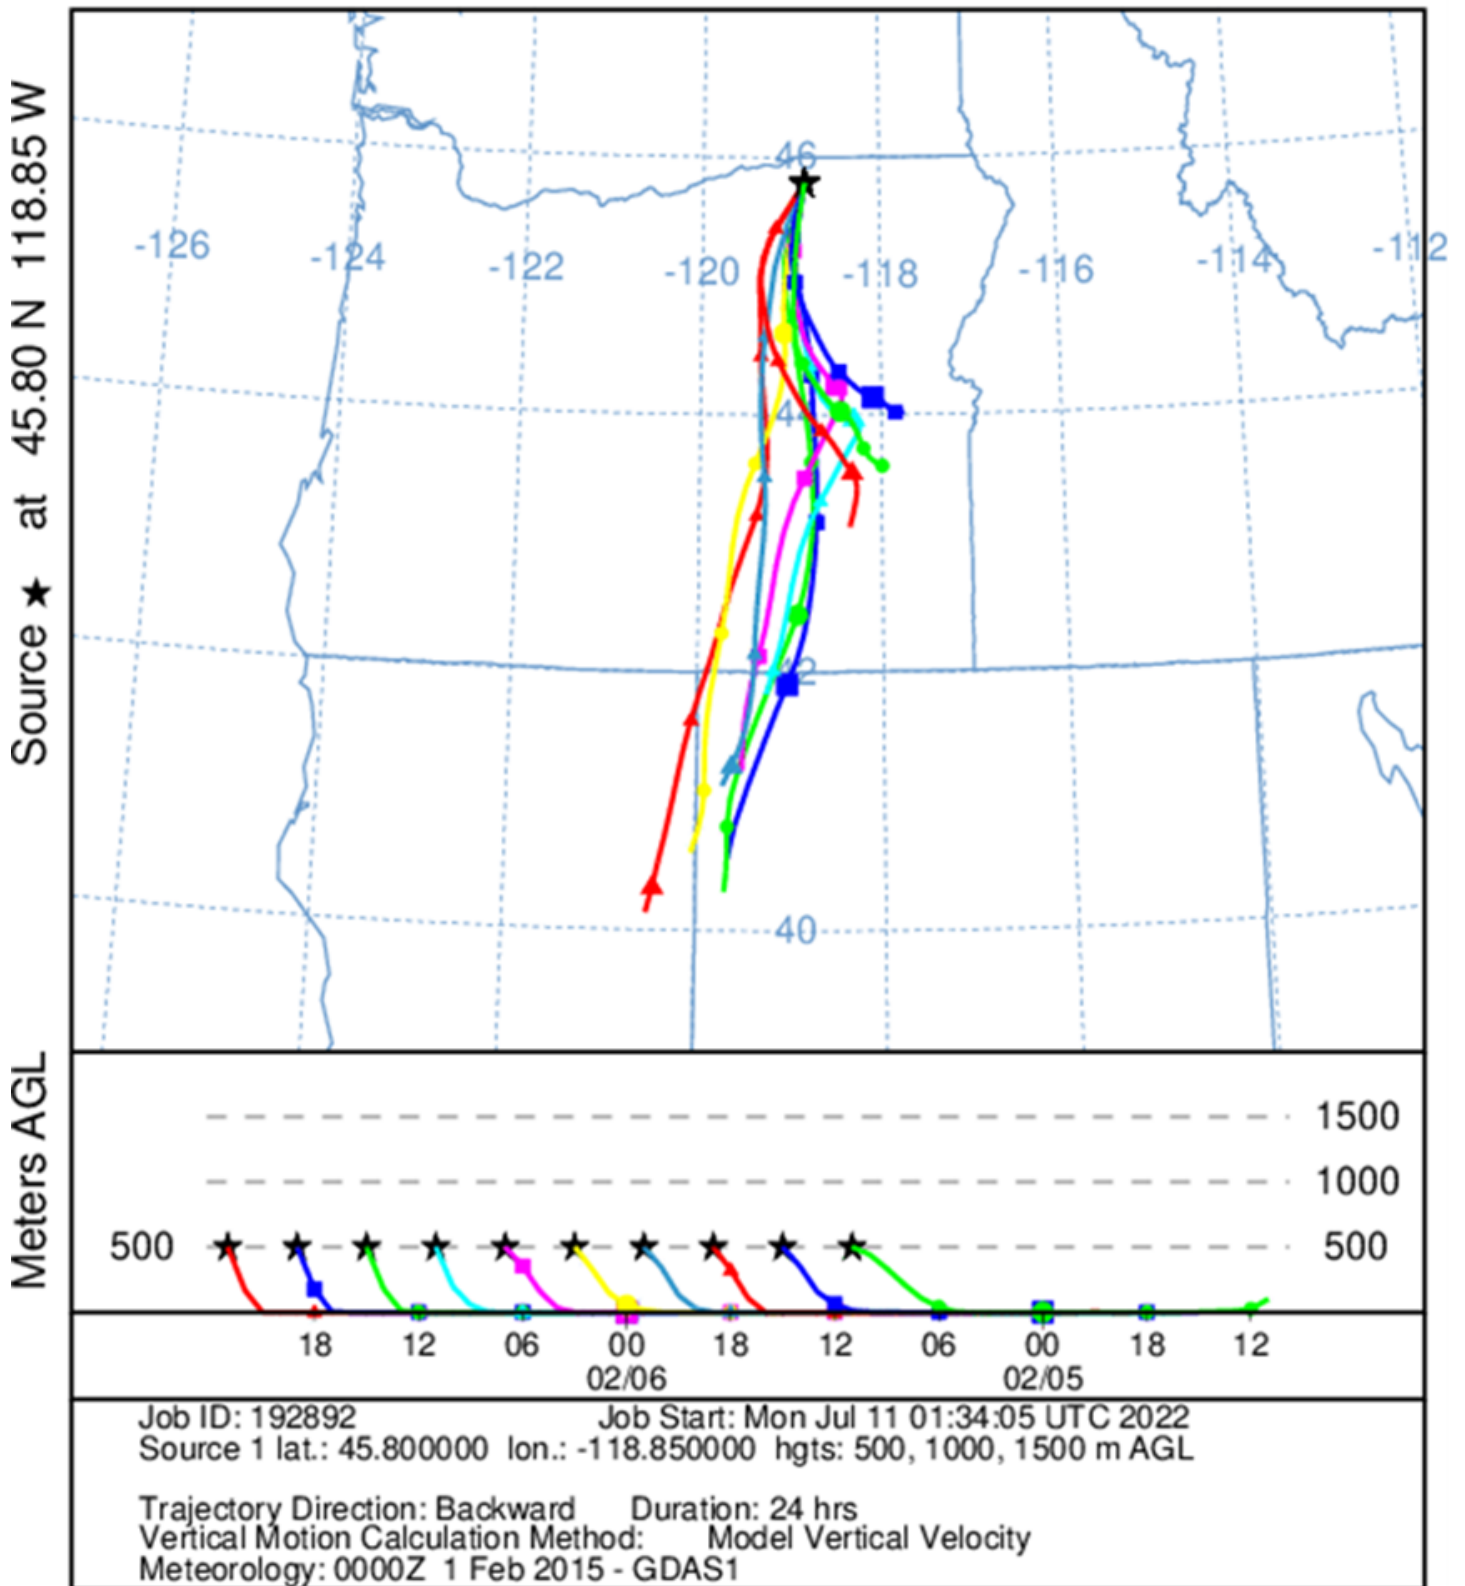 Source ★ at 45.80 N 118.85 W
46
-126
-124
-122
-120
-118
-116
-114
-112
44
42
40
Meters AGL
1500
1000
500
500
18 12 06 00 18 12 06 00 18 12
02/06 02/05
Job ID: 192892 Job Start: Mon Jul 11 01:34:05 UTC 2022
Source 1 lat.: 45.800000 lon.: -118.850000 hgts: 500, 1000, 1500 m AGL
Trajectory Direction: Backward Duration: 24 hrs
Vertical Motion Calculation Method: Model Vertical Velocity
Meteorology: 0000Z 1 Feb 2015 - GDAS1